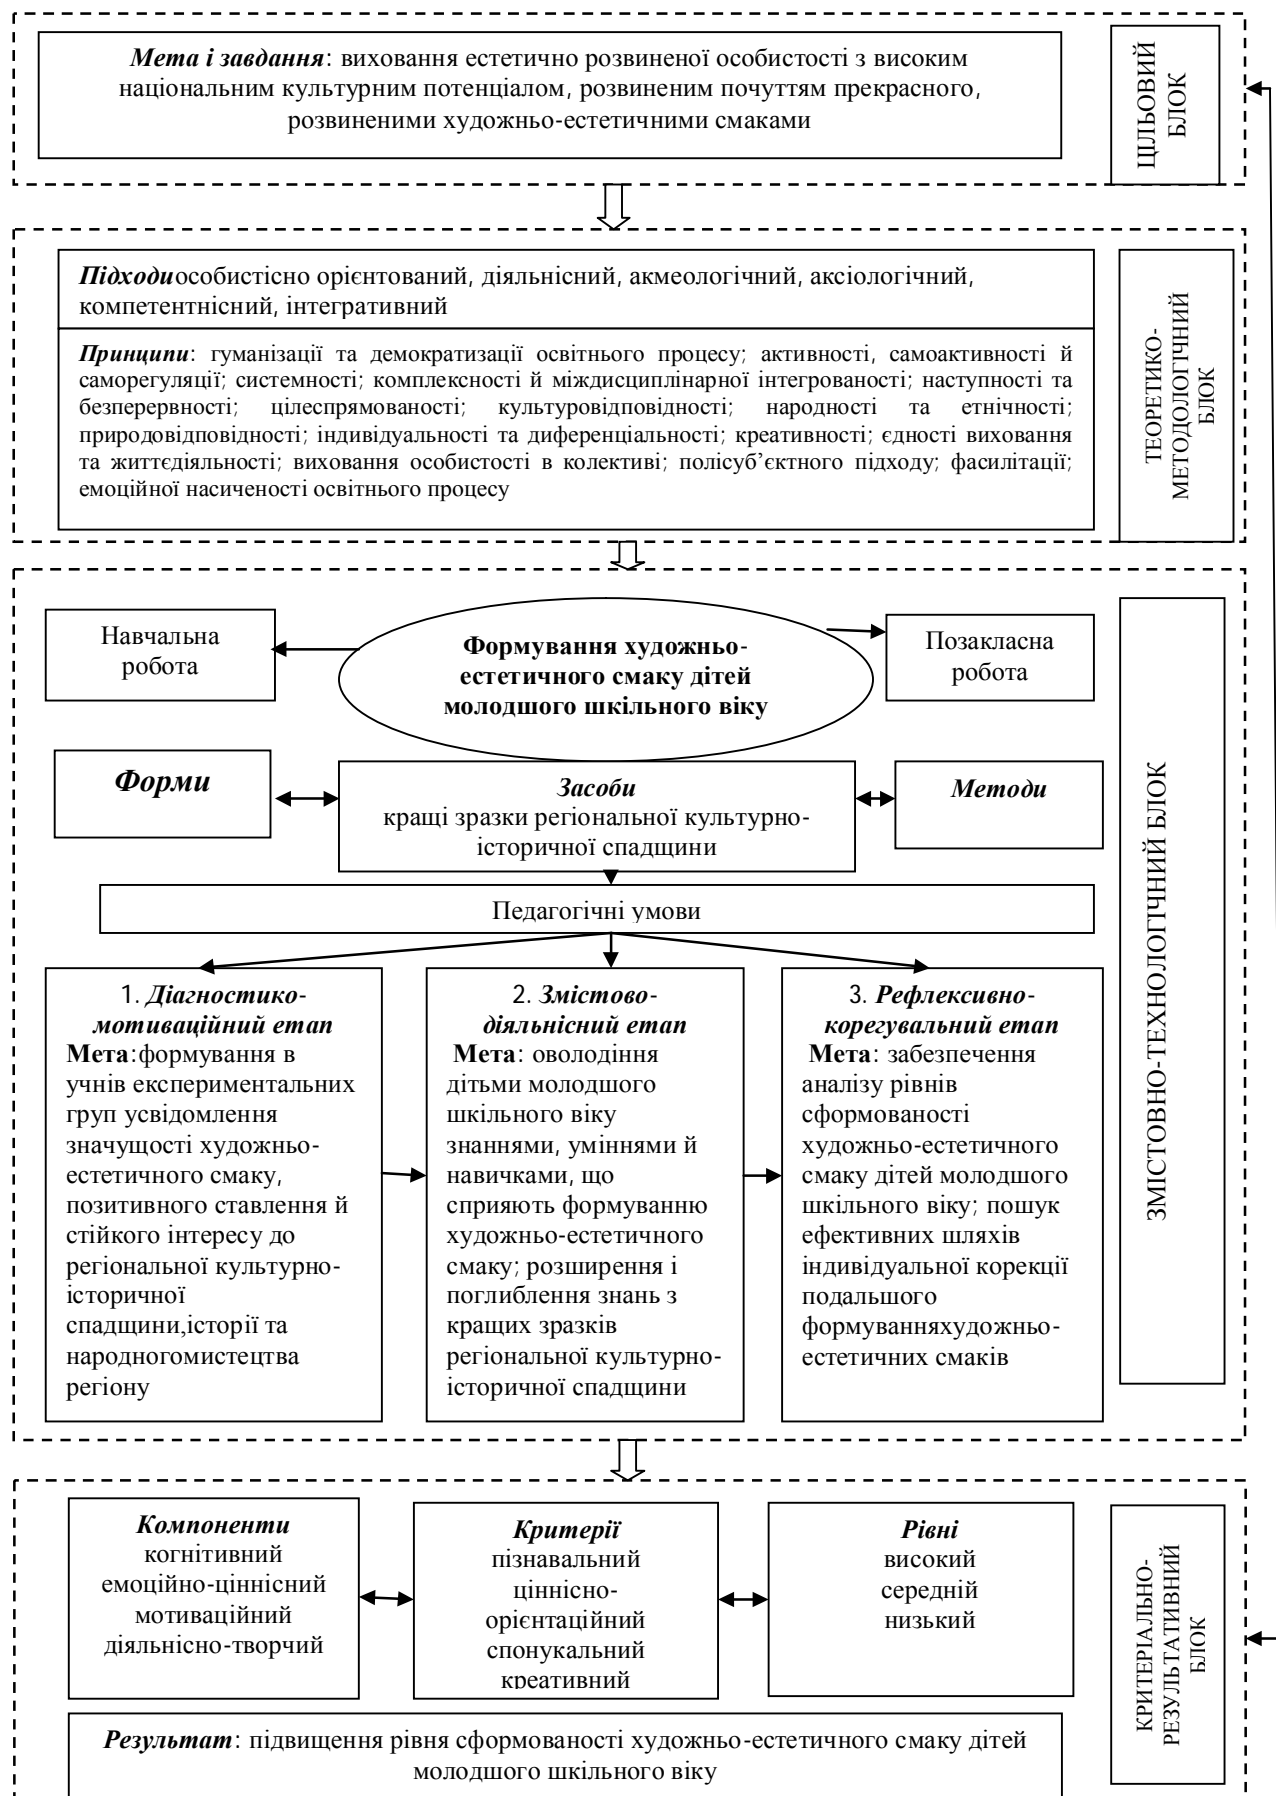 Мета і завдання: виховання естетично розвиненої особистості з високим
національним культурним потенціалом, розвиненим почуттям прекрасного,
розвиненими художньо-естетичними смаками
ЦІЛЬОВИЙ
БЛОК
Підходиособистісно орієнтований, діяльнісний, акмеологічний, аксіологічний,
компетентнісний, інтегративний
Принципи: гуманізації та демократизації освітнього процесу; активності, самоактивності й
саморегуляції; системності; комплексності й міждисциплінарної інтегрованості; наступності та
безперервності; цілеспрямованості; культуровідповідності; народності та етнічності;
природовідповідності; індивідуальності та диференціальності; креативності; єдності виховання
та життєдіяльності; виховання особистості в колективі; полісуб’єктного підходу; фасилітації;
емоційної насиченості освітнього процесу
ТЕОРЕТИКО-
МЕТОДОЛОГІЧНИЙ
БЛОК
Навчальна
робота
Формування художньо-
естетичного смаку дітей
молодшого шкільного віку
Позакласна
робота
Форми
Засоби
кращі зразки регіональної культурно-
історичної спадщини
Методи
Педагогічні умови
1. Діагностико-
мотиваційний етап
Мета:формування в
учнів експериментальних
груп усвідомлення
значущості художньо-
естетичного смаку,
позитивного ставлення й
стійкого інтересу до
регіональної культурно-
історичної
спадщини,історії та
народногомистецтва
регіону
2. Змістово-
діяльнісний етап
Мета: оволодіння
дітьми молодшого
шкільного віку
знаннями, уміннями й
навичками, що
сприяють формуванню
художньо-естетичного
смаку; розширення і
поглиблення знань з
кращих зразків
регіональної культурно-
історичної спадщини
3. Рефлексивно-
корегувальний етап
Мета: забезпечення
аналізу рівнів
сформованості
художньо-естетичного
смаку дітей молодшого
шкільного віку; пошук
ефективних шляхів
індивідуальної корекції
подальшого
формуванняхудожньо-
естетичних смаків
ЗМІСТОВНО-ТЕХНОЛОГІЧНИЙ БЛОК
Компоненти
когнітивний
емоційно-ціннісний
мотиваційний
діяльнісно-творчий
Критерії
пізнавальний
ціннісно-
орієнтаційний
спонукальний
креативний
Рівні
високий
середній
низький
КРИТЕРІАЛЬНО-
РЕЗУЛЬТАТИВНИЙ
БЛОК
Результат: підвищення рівня сформованості художньо-естетичного смаку дітей
молодшого шкільного віку